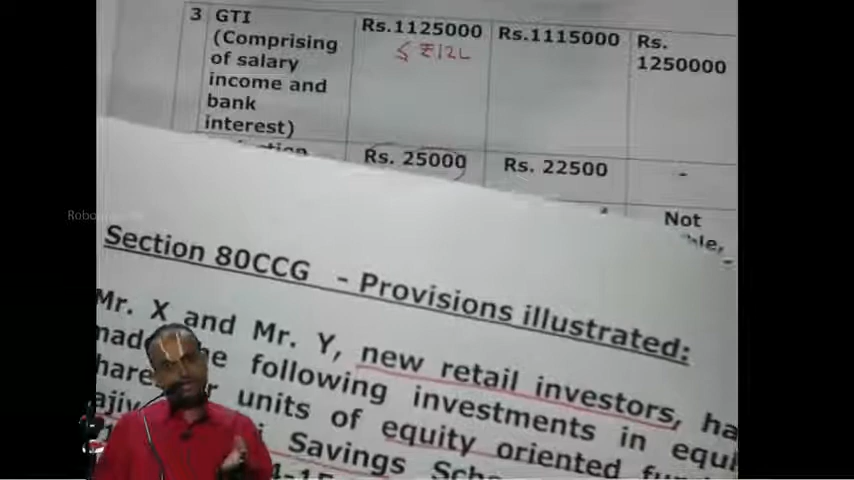 3 GTI Rs.1125000 Rs.1115000 Rs.
(Comprising ≤ ₹12L 1250000
of salary
income and
bank
interest)
Rs. 25000 Rs. 22500 -
Not
Section 80CCG - Provisions illustrated:
Mr. X and Mr. Y, new retail investors,
following investments in
units of equity oriented
Savings